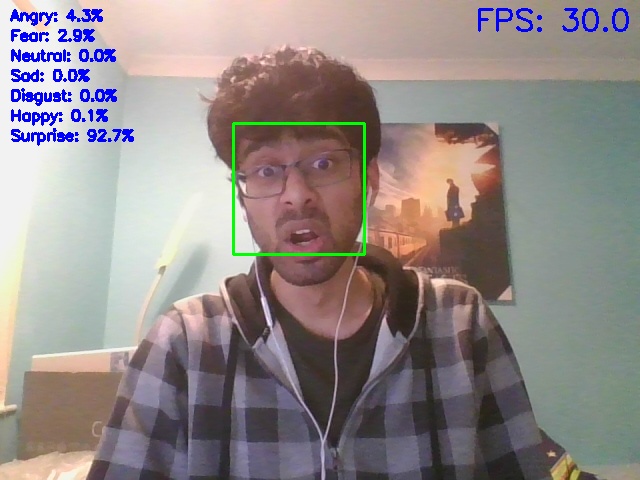 Angry: 4.3%
Fear: 2.9%
Neutral: 0.0%
Sad: 0.0%
Disgust: 0.0%
Happy: 0.1%
Surprise: 92.7%
FPS: 30.0
FANTASTIC